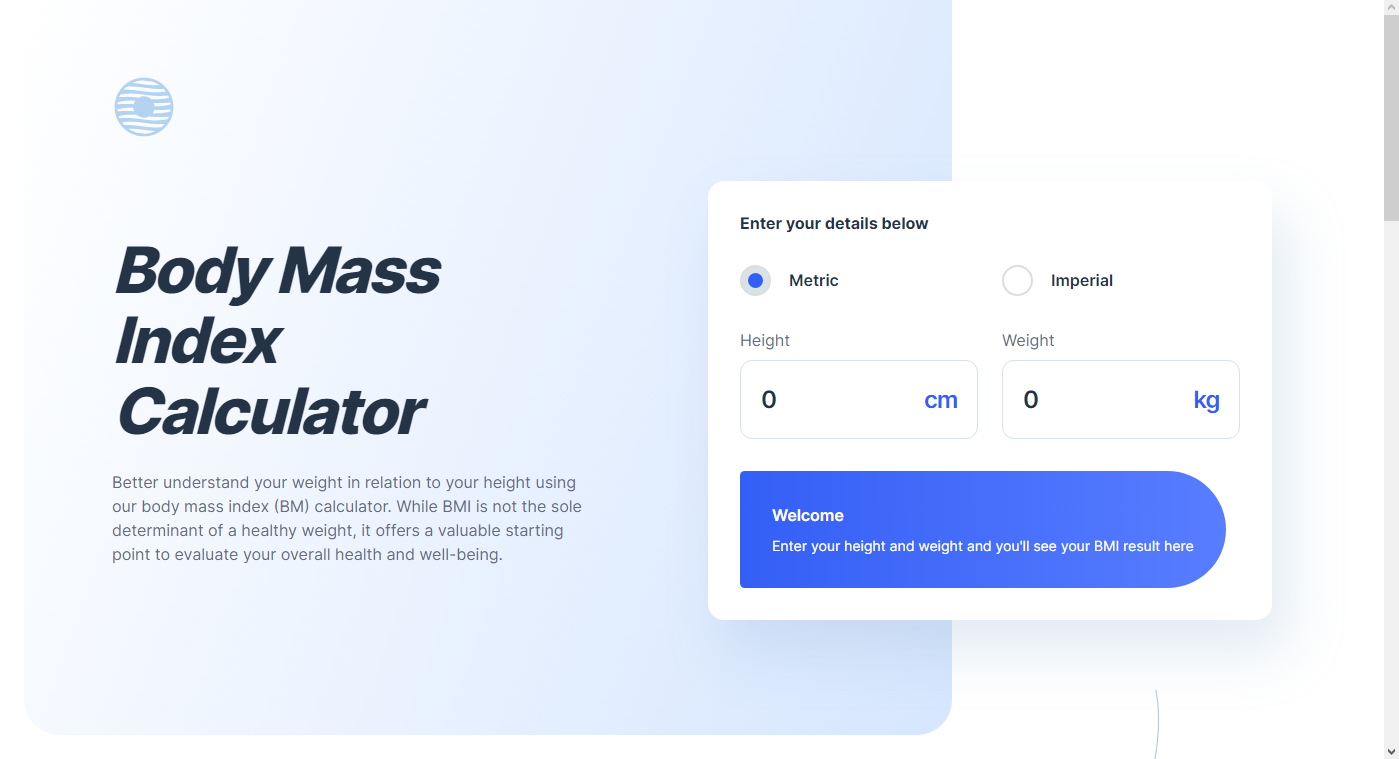 Body Mass
Index
Calculator
Better understand your weight in relation to your height using
our body mass index (BM) calculator. While BMI is not the sole
determinant of a healthy weight, it offers a valuable starting
point to evaluate your overall health and well-being.
Enter your details below
Metric
Imperial
Height
Weight
0 cm
0 kg
Welcome
Enter your height and weight and you'll see your BMI result here